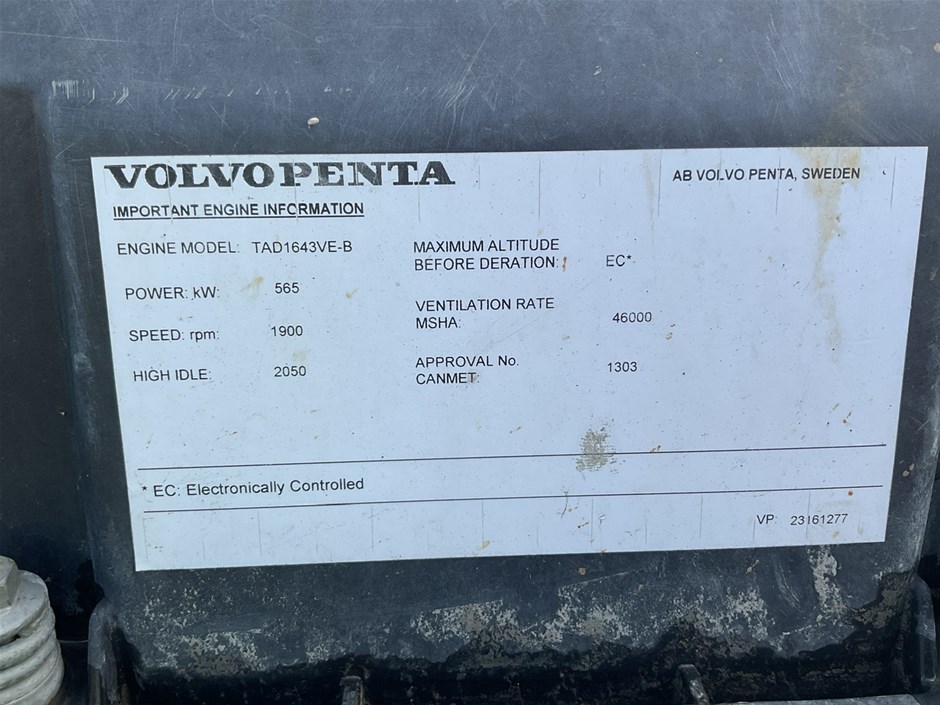 VOLVO PENTA
AB VOLVO PENTA, SWEDEN
IMPORTANT ENGINE INFORMATION
ENGINE MODEL: TAD1643VE-B
POWER: kW: 565
SPEED: rpm: 1900
HIGH IDLE: 2050
MAXIMUM ALTITUDE
BEFORE DERATION: EC*
VENTILATION RATE
MSHA: 46000
APPROVAL No.
CANMET: 1303
* EC: Electronically Controlled
VP: 23161277